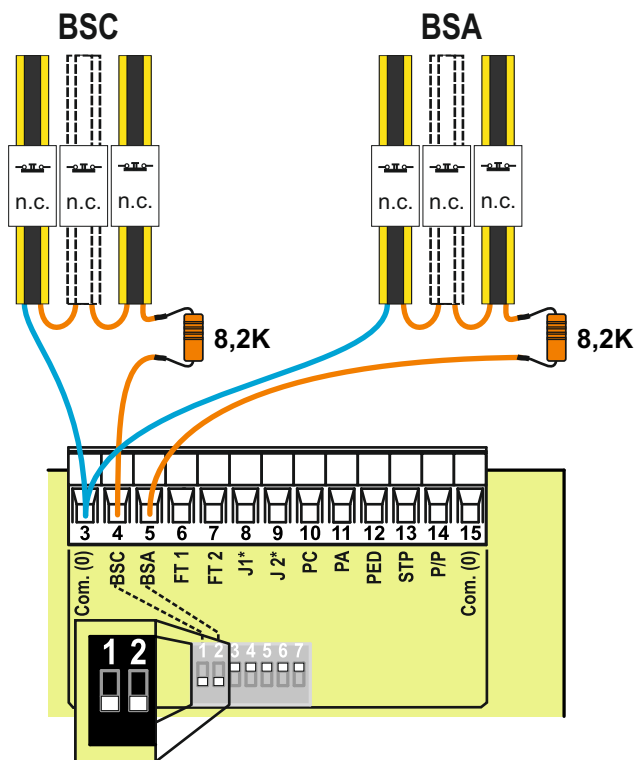 BSC BSA
n.c. n.c. n.c. n.c. n.c. n.c.
8,2K 8,2K
3 4 5 6 7 8 9 10 11 12 13 14 15
Com. (0) BSC BSA FT 1 FT 2 J1* J 2* PC PA PED STP P/P Com. (0)
1 2 3 4 5 6 7
1 2